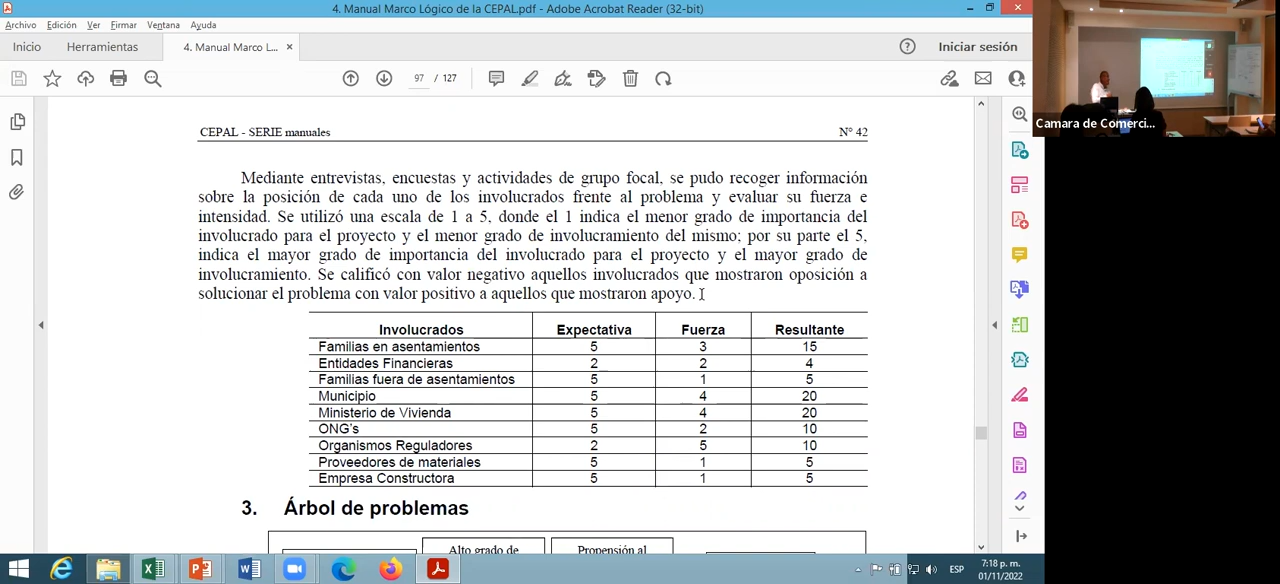 4. Manual Marco Lógico de la CEPAL.pdf - Adobe Acrobat Reader (32-bit)
Archivo Edición Ver Firmar Ventana Ayuda
Inicio Herramientas 4. Manual Marco L... × Iniciar sesión
97 / 127
Camara de Comerci...
CEPAL - SERIE manuales N° 42
Mediante entrevistas, encuestas y actividades de grupo focal, se pudo recoger información
sobre la posición de cada uno de los involucrados frente al problema y evaluar su fuerza e
intensidad. Se utilizó una escala de 1 a 5, donde el 1 indica el menor grado de importancia del
involucrado para el proyecto y el menor grado de involucramiento del mismo; por su parte el 5,
indica el mayor grado de importancia del involucrado para el proyecto y el mayor grado de
involucramiento. Se calificó con valor negativo aquellos involucrados que mostraron oposición a
solucionar el problema con valor positivo a aquellos que mostraron apoyo.
Involucrados Expectativa Fuerza Resultante
Familias en asentamientos 5 3 15
Entidades Financieras 2 2 4
Familias fuera de asentamientos 5 1 5
Municipio 5 4 20
Ministerio de Vivienda 5 4 20
ONG's 5 2 10
Organismos Reguladores 2 5 10
Proveedores de materiales 5 1 5
Empresa Constructora 5 1 5
3. Árbol de problemas
Alto grado de Propensión al
ESP
7:18 p. m.
01/11/2022